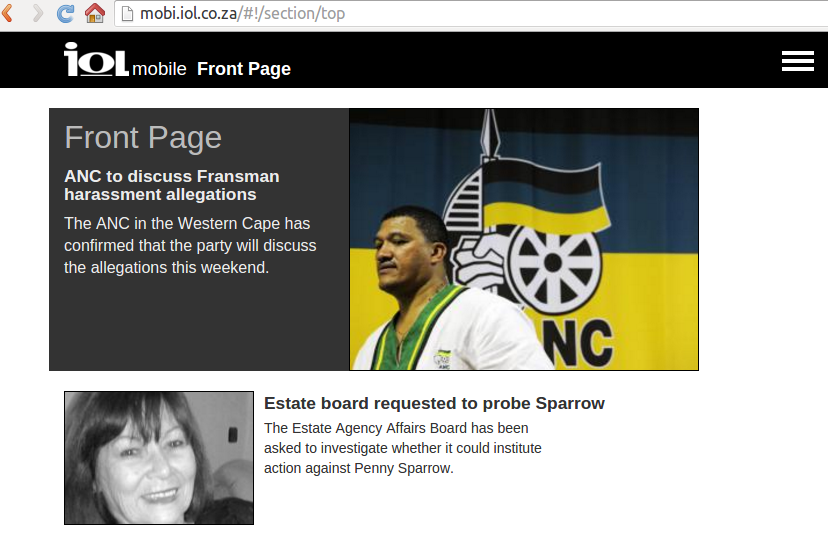 mobi.iol.co.za/#!/section/top
iol mobile Front Page
Front Page
ANC to discuss Fransman
harassment allegations
The ANC in the Western Cape has
confirmed that the party will discuss
the allegations this weekend.
ANC
ANC
Estate board requested to probe Sparrow
The Estate Agency Affairs Board has been
asked to investigate whether it could institute
action against Penny Sparrow.